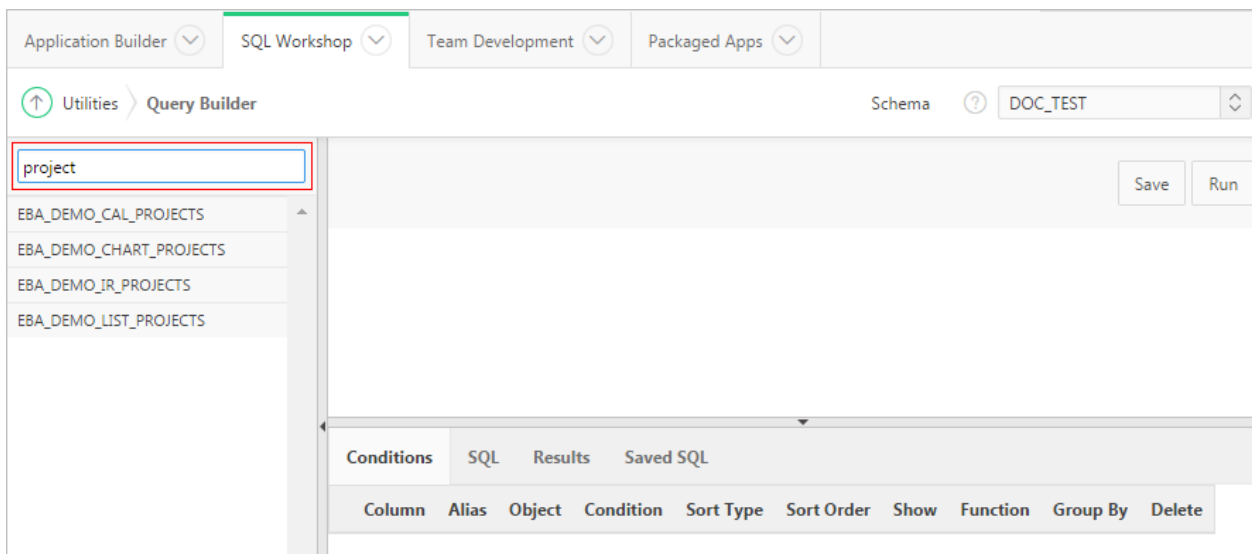 Application Builder SQL Workshop Team Development Packaged Apps
Utilities Query Builder Schema ? DOC_TEST
project
Save Run
EBA_DEMO_CAL_PROJECTS
EBA_DEMO_CHART_PROJECTS
EBA_DEMO_IR_PROJECTS
EBA_DEMO_LIST_PROJECTS
Conditions SQL Results Saved SQL
Column Alias Object Condition Sort Type Sort Order Show Function Group By Delete